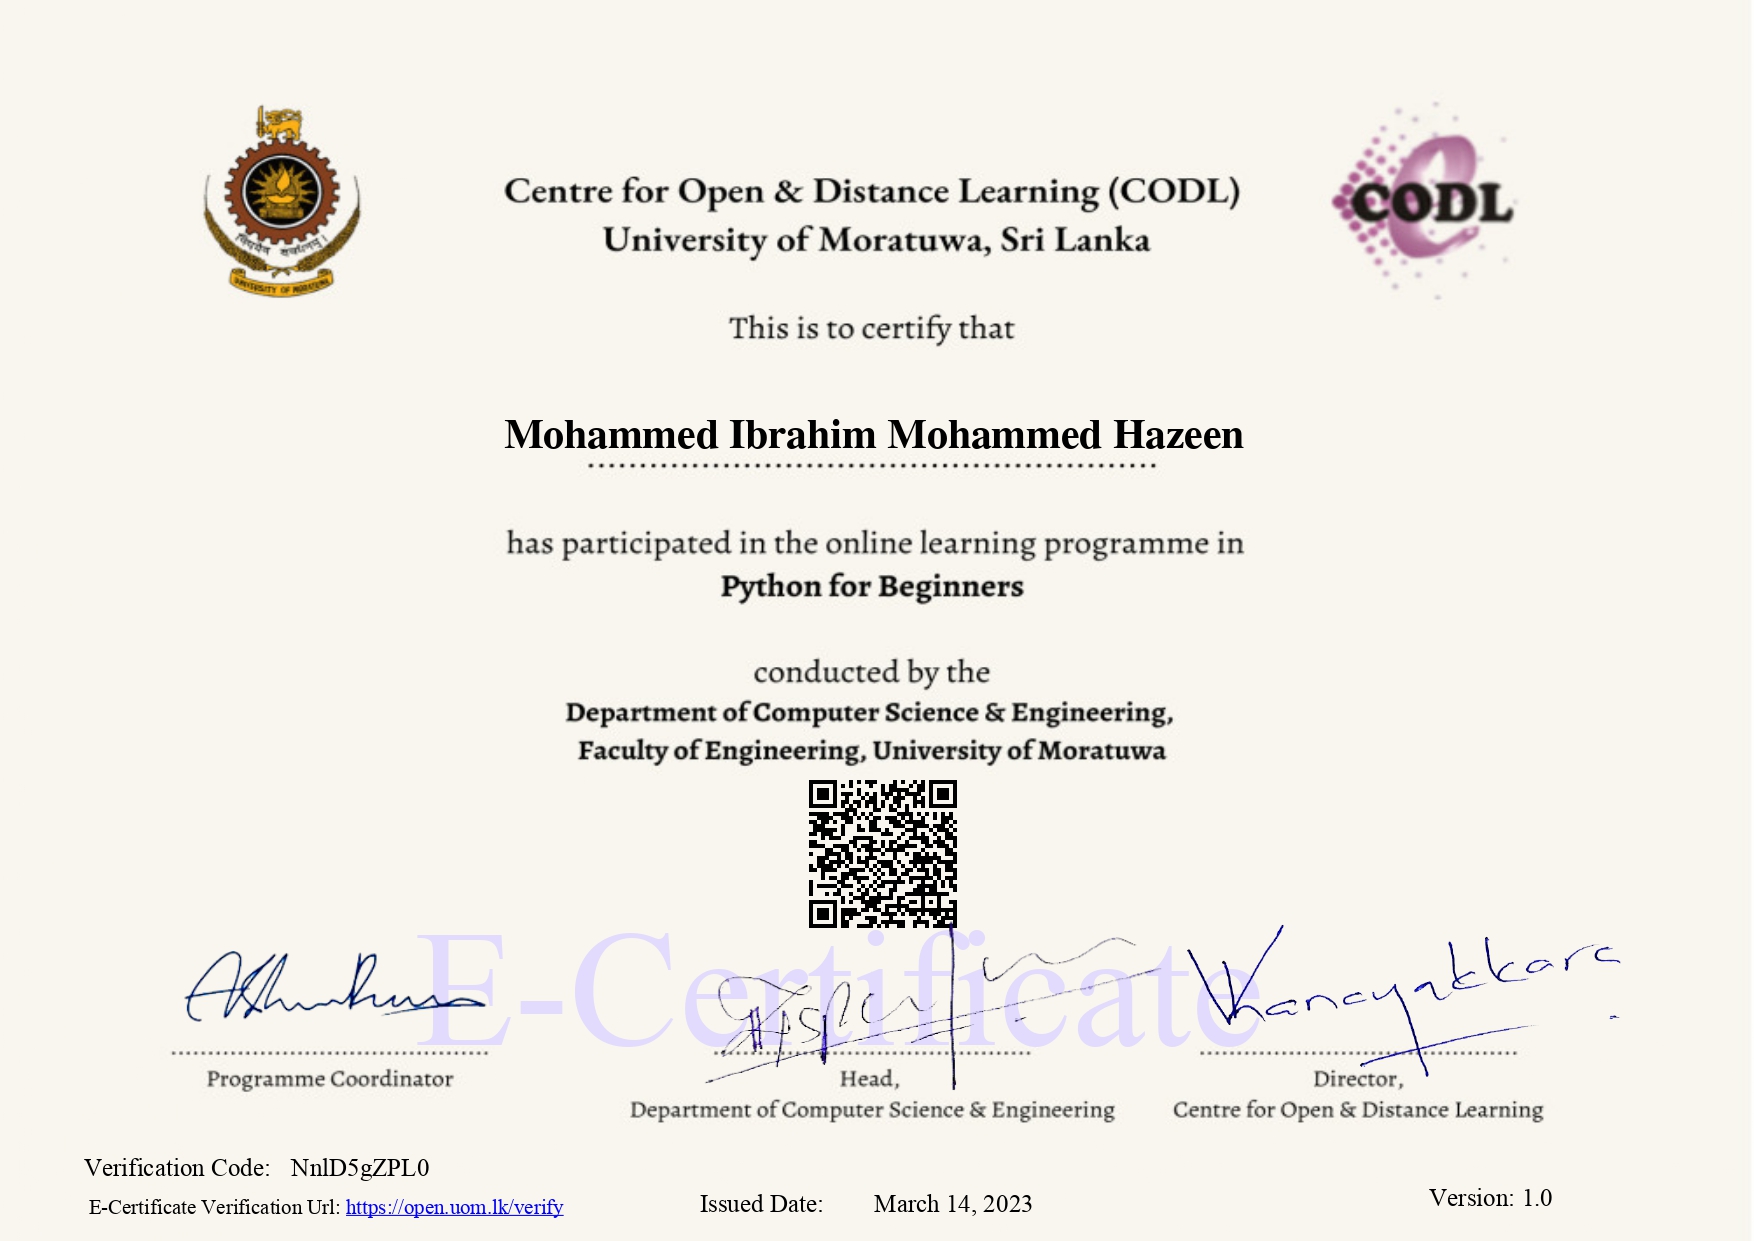 Centre for Open & Distance Learning (CODL)
University of Moratuwa, Sri Lanka
CODL
UNIVERSITY OF MORATUWA
This is to certify that
Mohammed Ibrahim Mohammed Hazeen
has participated in the online learning programme in
Python for Beginners
conducted by the
Department of Computer Science & Engineering,
Faculty of Engineering, University of Moratuwa
E-Certificate
Programme Coordinator
Head,
Department of Computer Science & Engineering
Director,
Centre for Open & Distance Learning
Verification Code: NnlD5gZPL0
E-Certificate Verification Url: https://open.uom.lk/verify
Issued Date: March 14, 2023
Version: 1.0